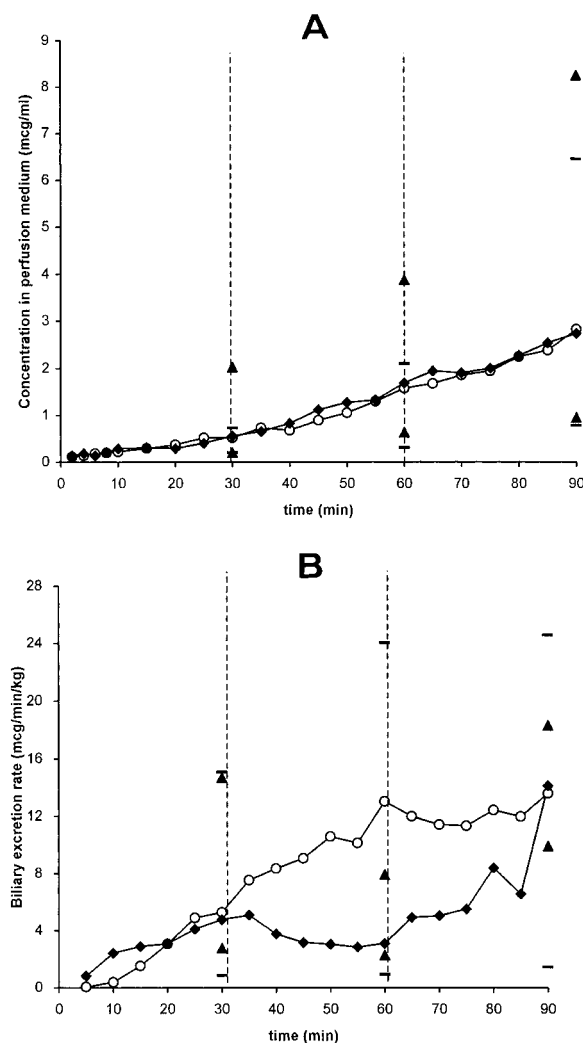 A
Concentration in perfusion medium (mcg/ml)
9
8
7
6
5
4
3
2
1
0
0 10 20 30 40 50 60 70 80 90
time (min)
B
Biliary excretion rate (mcg/min/kg)
28
24
20
16
12
8
4
0
0 10 20 30 40 50 60 70 80 90
time (min)